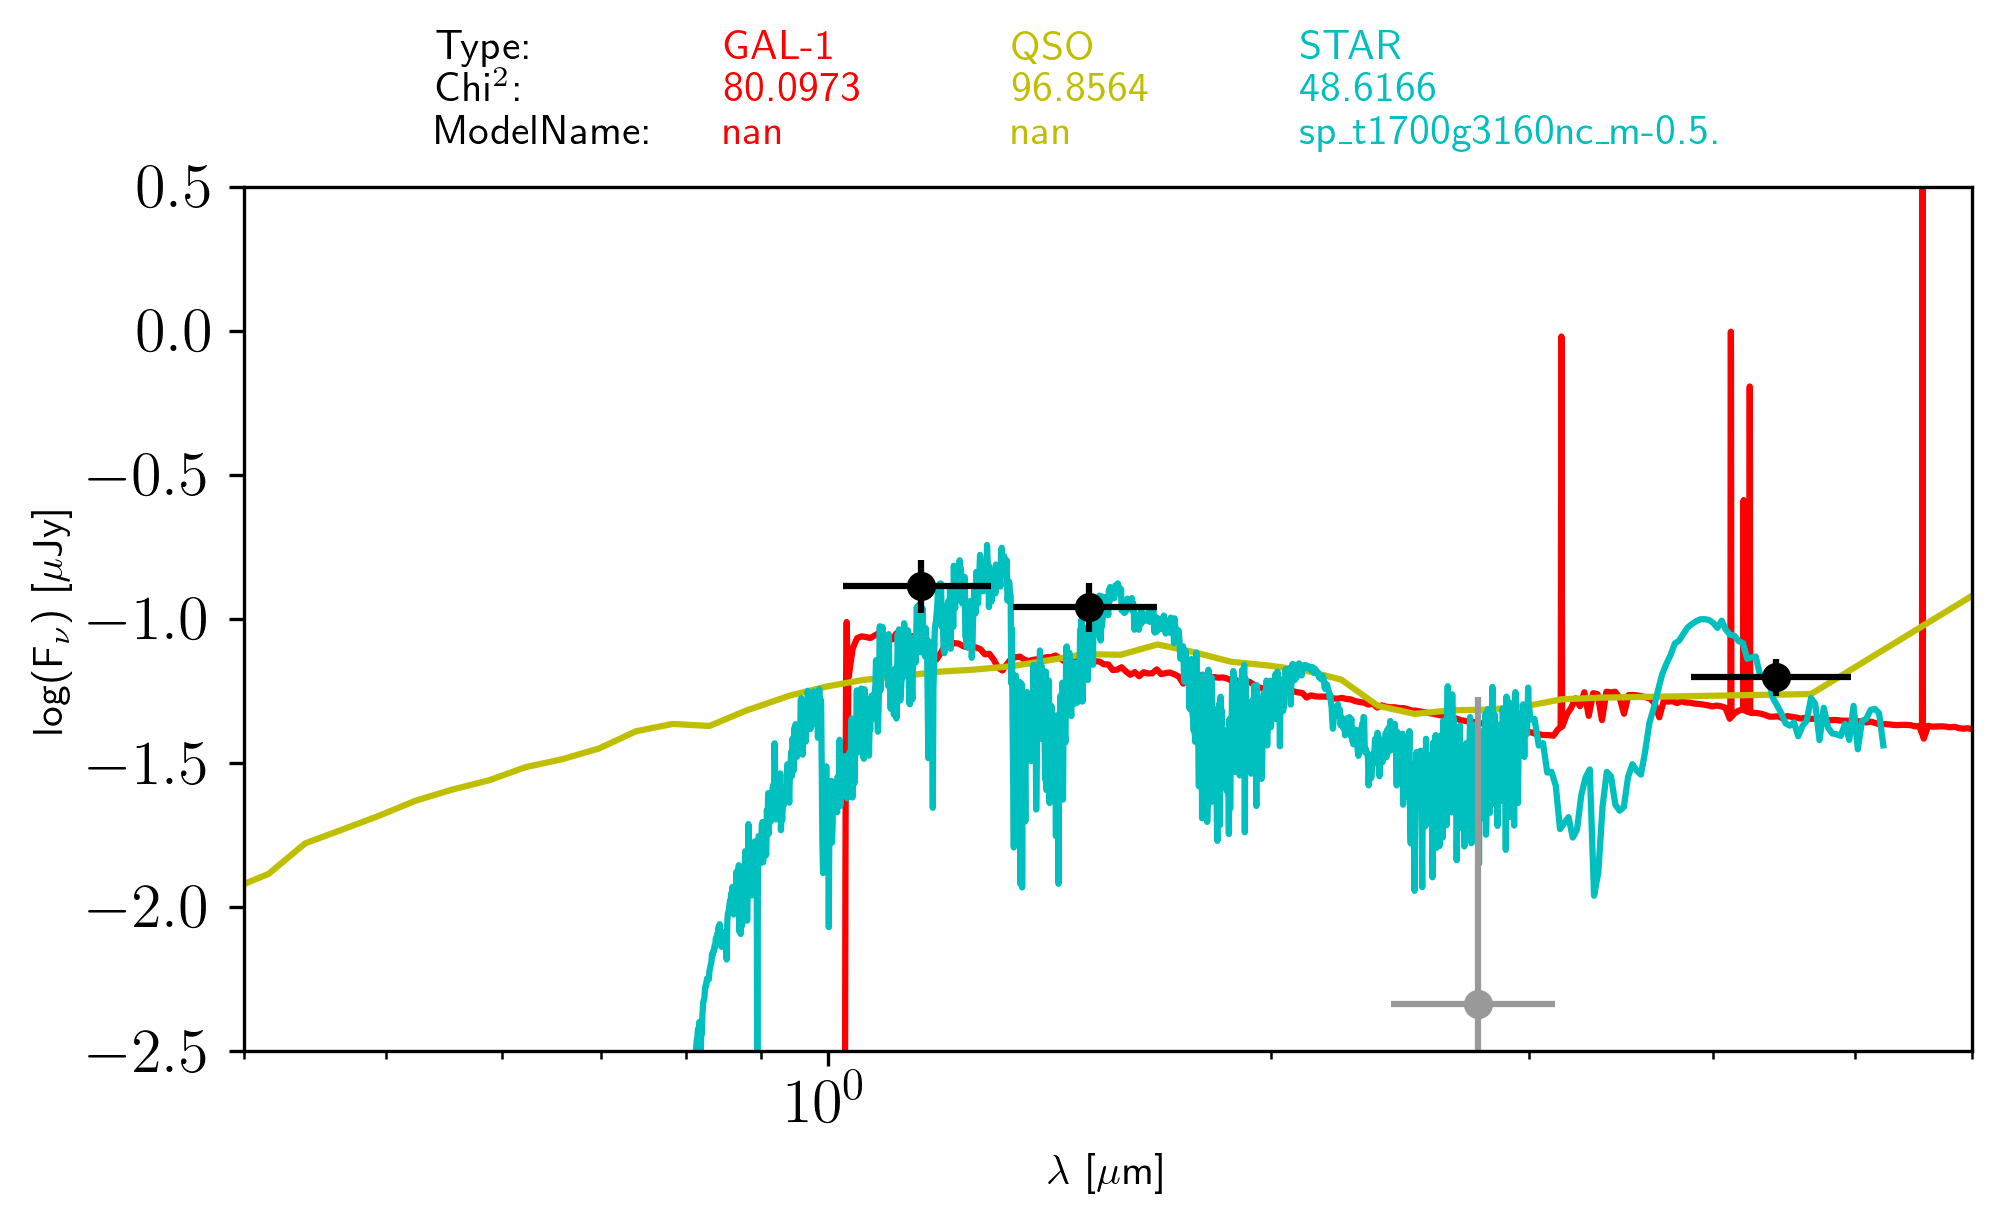 Type: GAL-1 QSO STAR
Chi²: 80.0973 96.8564 48.6166
ModelName: nan nan sp_t1700g3160nc_m-0.5.
0.5
0.0
−0.5
−1.0
−1.5
−2.0
−2.5
log(Fν) [μJy]
10⁰
λ [μm]